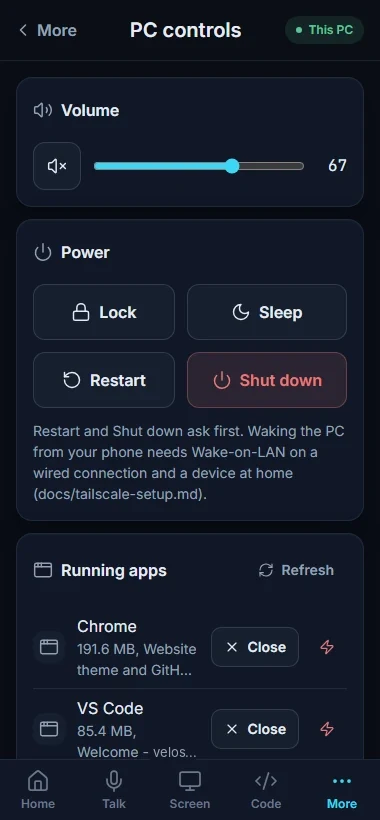 More
PC controls
This PC
Volume
67
Power
Lock
Sleep
Restart
Shut down
Restart and Shut down ask first. Waking the PC
from your phone needs Wake-on-LAN on a
wired connection and a device at home
(docs/tailscale-setup.md).
Running apps
Refresh
Chrome
191.6 MB, Website
theme and GitH...
Close
VS Code
85.4 MB,
Welcome - velos...
Close
Home
Talk
Screen
Code
More